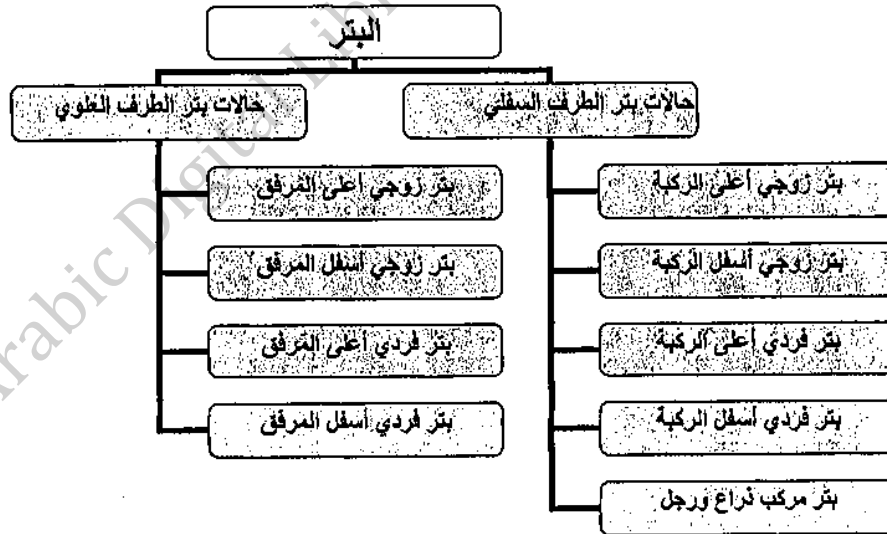 البتر
حالات بتر الطرف السفلي
حالات بتر الطرف العلوي
بتر زوجي أعلى الركبة
بتر زوجي أسفل الركبة
بتر فردي أعلى الركبة
بتر فردي أسفل الركبة
بتر مركب ذراع ورجل
بتر زوجي أعلى المرفق
بتر زوجي أسفل المرفق
بتر فردي أعلى المرفق
بتر فردي أسفل المرفق
Arabic Digital